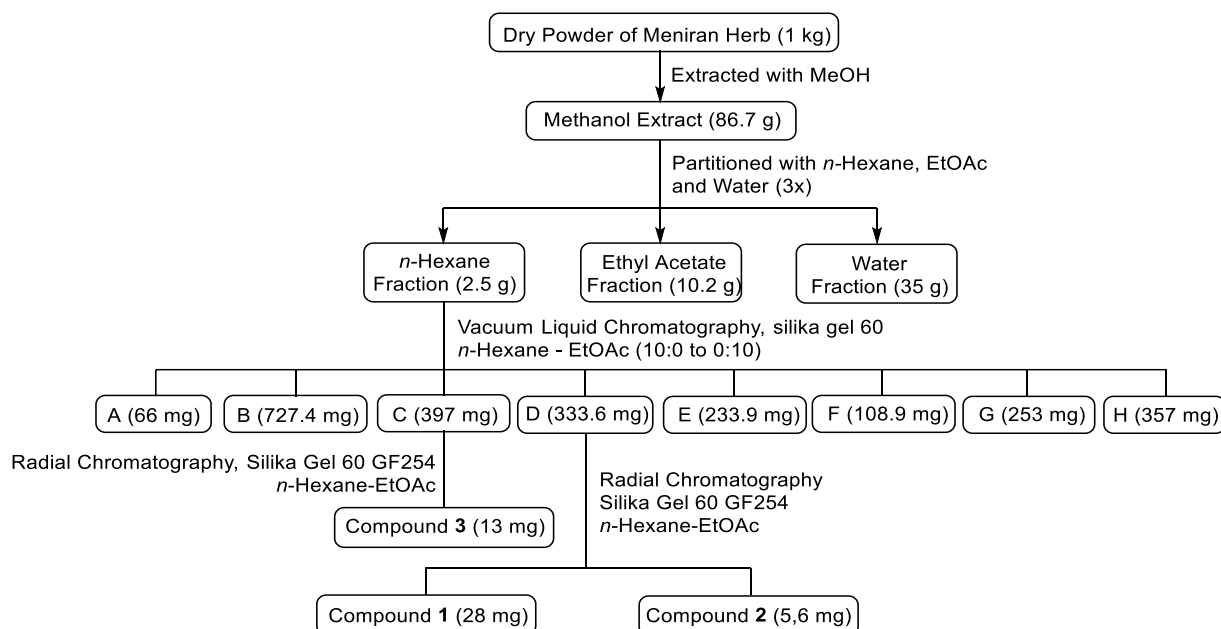 Dry Powder of Meniran Herb (1 kg)
Extracted with MeOH
Methanol Extract (86.7 g)
Partitioned with n-Hexane, EtOAc
and Water (3x)
n-Hexane
Fraction (2.5 g)
Ethyl Acetate
Fraction (10.2 g)
Water
Fraction (35 g)
Vacuum Liquid Chromatography, silika gel 60
n-Hexane - EtOAc (10:0 to 0:10)
A (66 mg)
B (727.4 mg)
C (397 mg)
D (333.6 mg)
E (233.9 mg)
F (108.9 mg)
G (253 mg)
H (357 mg)
Radial Chromatography, Silika Gel 60 GF254
n-Hexane-EtOAc
Radial Chromatography
Silika Gel 60 GF254
n-Hexane-EtOAc
Compound 3 (13 mg)
Compound 1 (28 mg)
Compound 2 (5,6 mg)